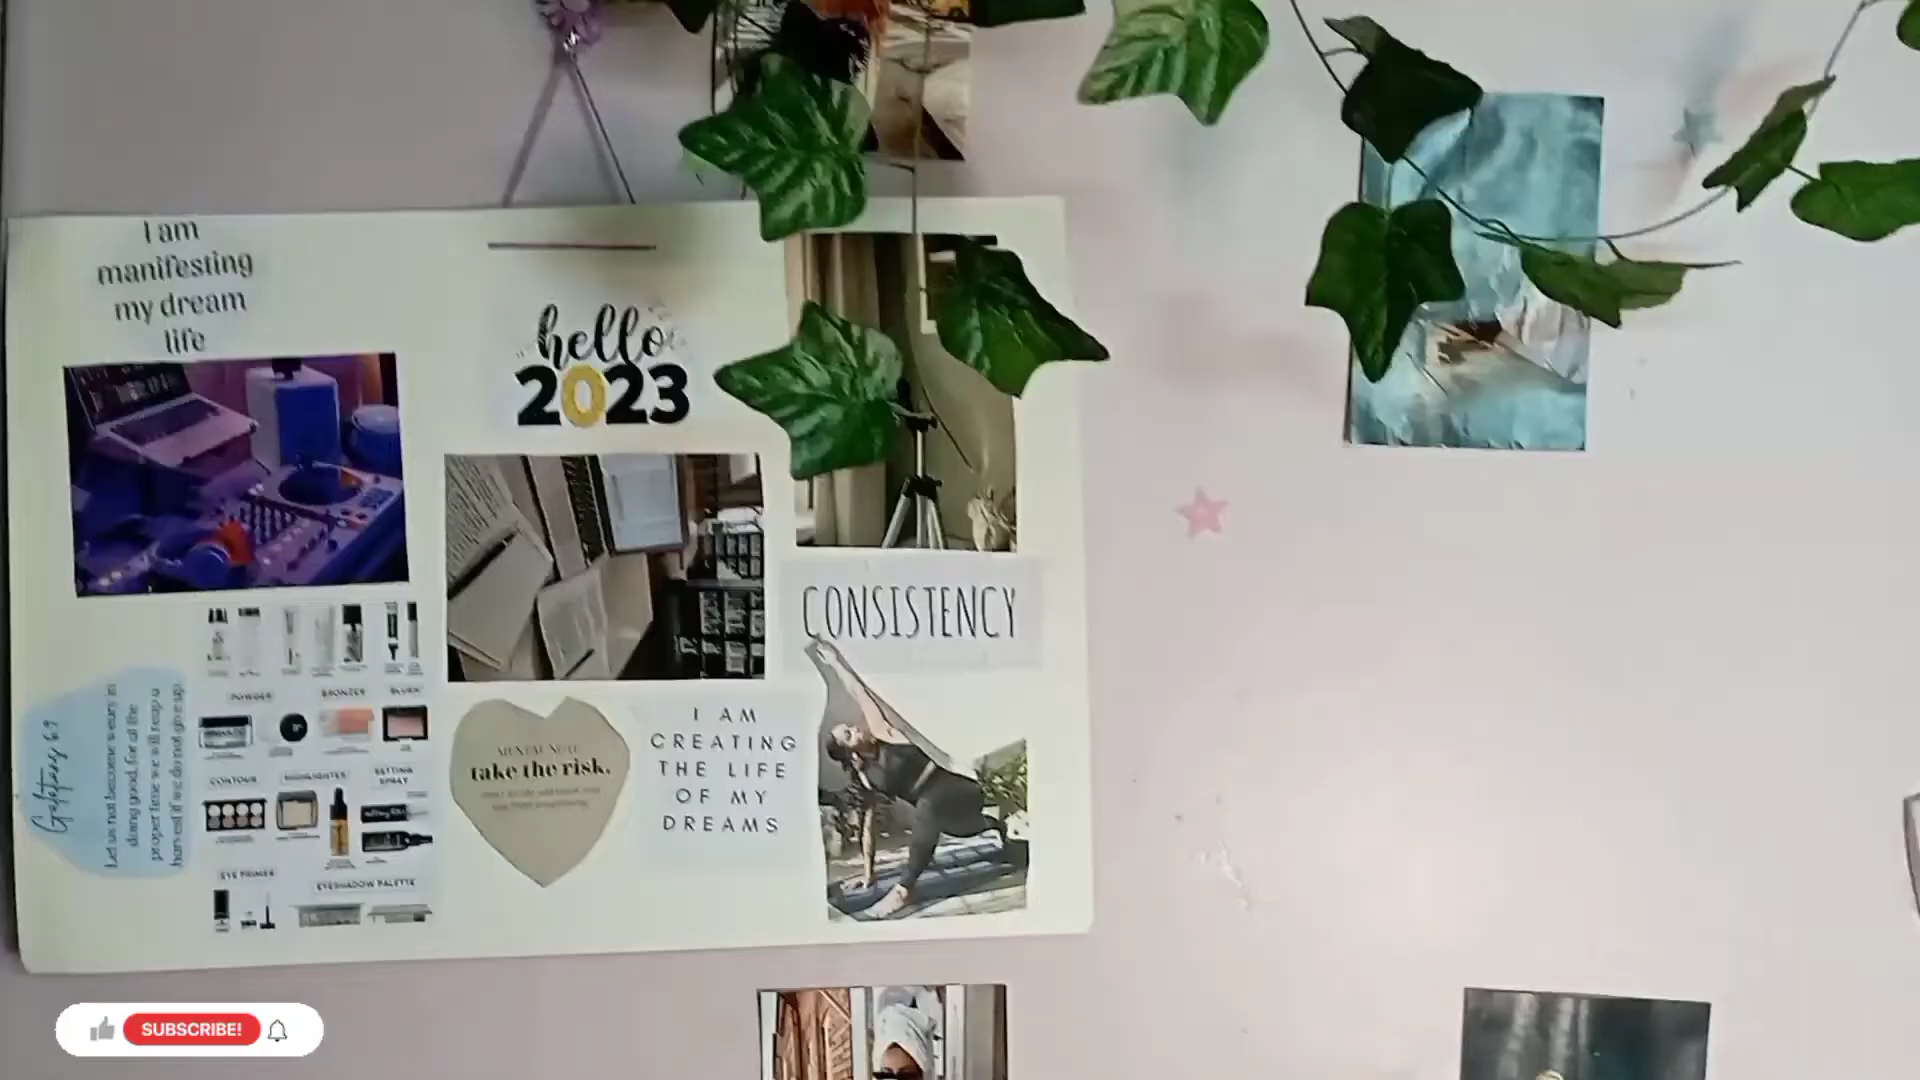 I am
manifesting
my dream
life
hello
2023
CONSISTENCY
POWDER
BRONZER
BLUSH
CONTOUR
HIGHLIGHTER
SETTING
SPRAY
EYE PRIMER
EYESHADOW PALETTE
Galatians 6:9
Let us not become weary in
doing good, for at the
proper time we will reap a
harvest if we do not give up.
MENTAL NOTE:
take the risk.
I AM
CREATING
THE LIFE
OF MY
DREAMS
SUBSCRIBE!